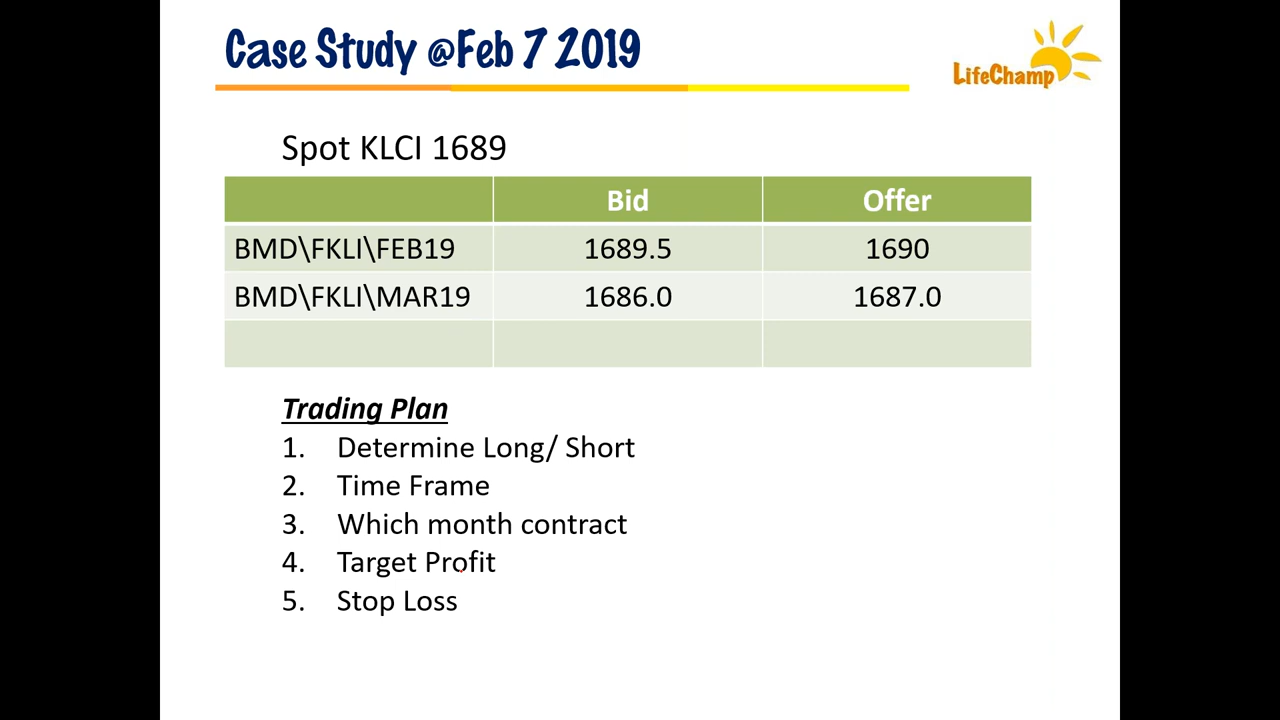 Case Study @Feb 7 2019
LifeChamp
Spot KLCI 1689
Bid Offer
BMD\FKLI\FEB19 1689.5 1690
BMD\FKLI\MAR19 1686.0 1687.0
Trading Plan
1. Determine Long/ Short
2. Time Frame
3. Which month contract
4. Target Profit
5. Stop Loss